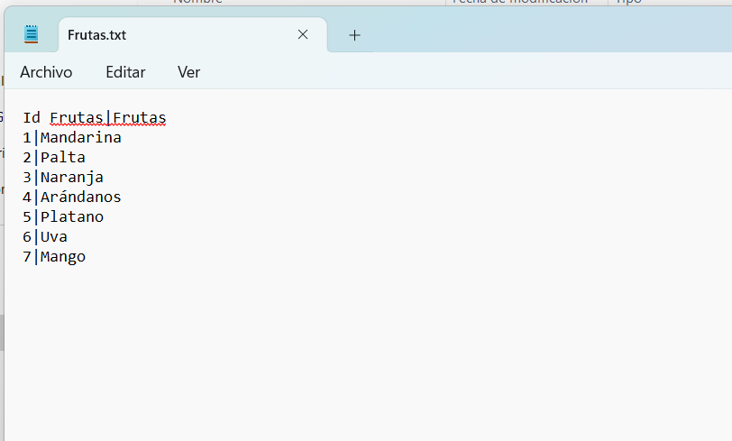 Nombre Fecha de modificación Tipo
Frutas.txt
Archivo Editar Ver
Id Frutas|Frutas
1|Mandarina
2|Palta
3|Naranja
4|Arándanos
5|Platano
6|Uva
7|Mango